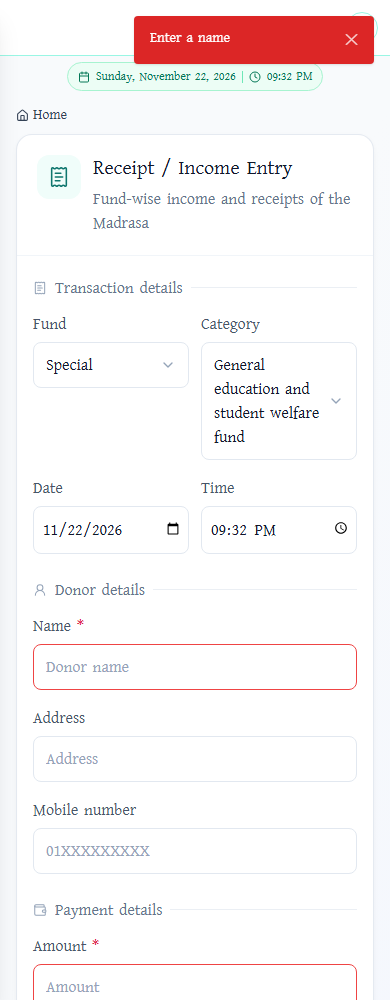 Enter a name
Sunday, November 22, 2026 | 09:32 PM
Home
Receipt / Income Entry
Fund-wise income and receipts of the
Madrasa
Transaction details
Fund
Category
Special
General
education and
student welfare
fund
Date
Time
11/22/2026
09:32 PM
Donor details
Name *
Donor name
Address
Address
Mobile number
01XXXXXXXXX
Payment details
Amount *
Amount